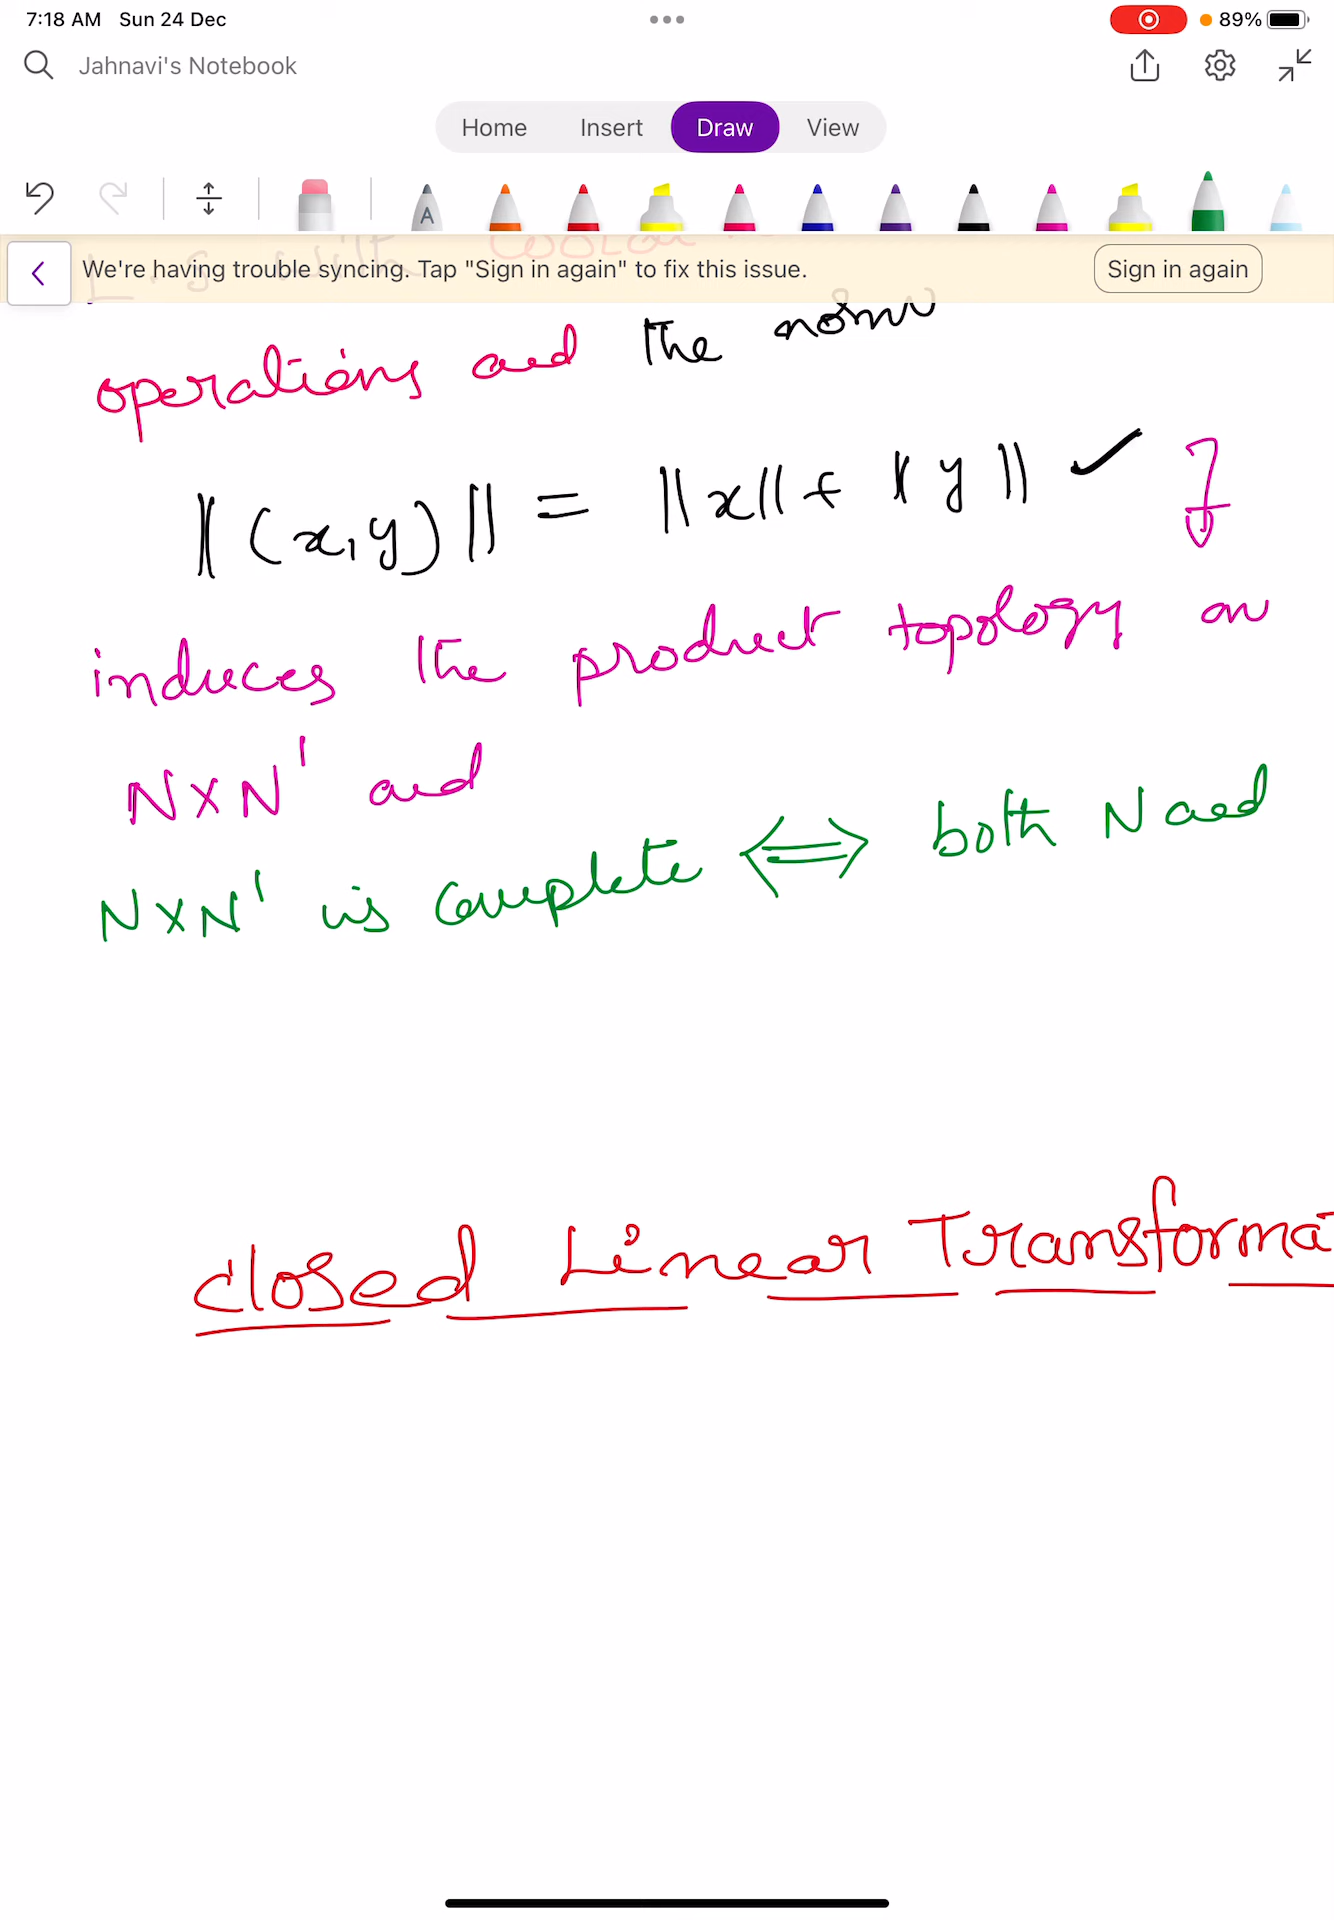 7:18 AM Sun 24 Dec
89%
Jahnavi's Notebook
Home Insert Draw View
A
We're having trouble syncing. Tap "Sign in again" to fix this issue.
Sign in again
operations and the norm
‖(x,y)‖ = ‖x‖ + ‖y‖ ✓
induces the product topology on
N×N' and
N×N' is complete ⟺ both N and
closed Linear Transforma